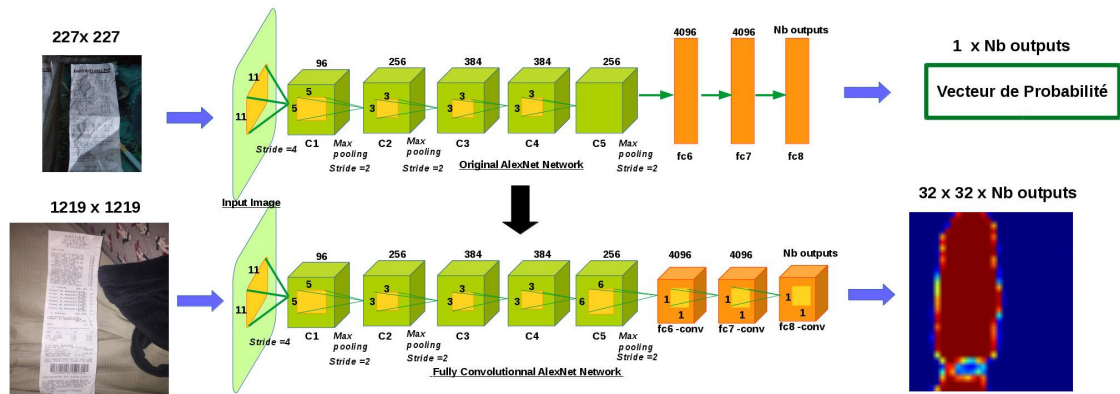 227x 227
11
11
Stride =4
96
5
5
C1
Max pooling
Stride =2
256
3
3
C2
Max pooling
Stride =2
384
3
3
C3
384
3
3
C4
256
C5
Max pooling
Stride =2
4096
fc6
4096
fc7
Nb outputs
fc8
Original AlexNet Network
1 x Nb outputs
Vecteur de Probabilité
Input Image
1219 x 1219
11
11
Stride =4
96
5
5
C1
Max pooling
Stride =2
256
3
3
C2
Max pooling
Stride =2
384
3
3
C3
384
3
3
C4
256
6
6
C5
Max pooling
Stride =2
4096
1
1
fc6 -conv
4096
1
1
fc7 -conv
Nb outputs
1
1
fc8 -conv
Fully Convolutionnal AlexNet Network
32 x 32 x Nb outputs